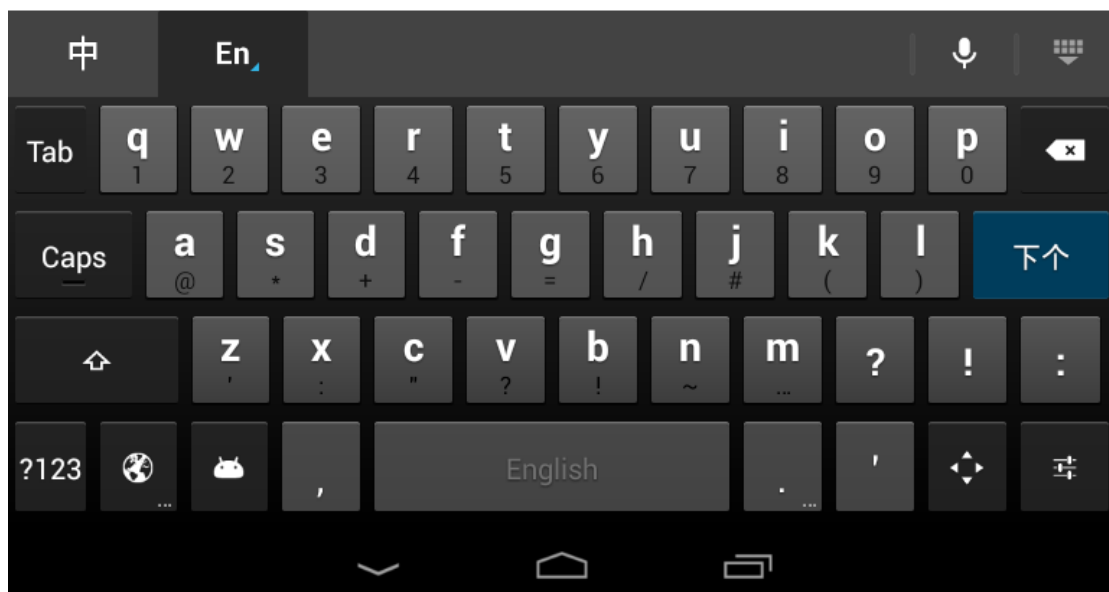 中 En
Tab q w e r t y u i o p
1 2 3 4 5 6 7 8 9 0
Caps a s d f g h j k l 下个
@ * + - = / # ( )
z x c v b n m ? ! :
' : " ? ! ~ ...
?123 ... , English . ... '